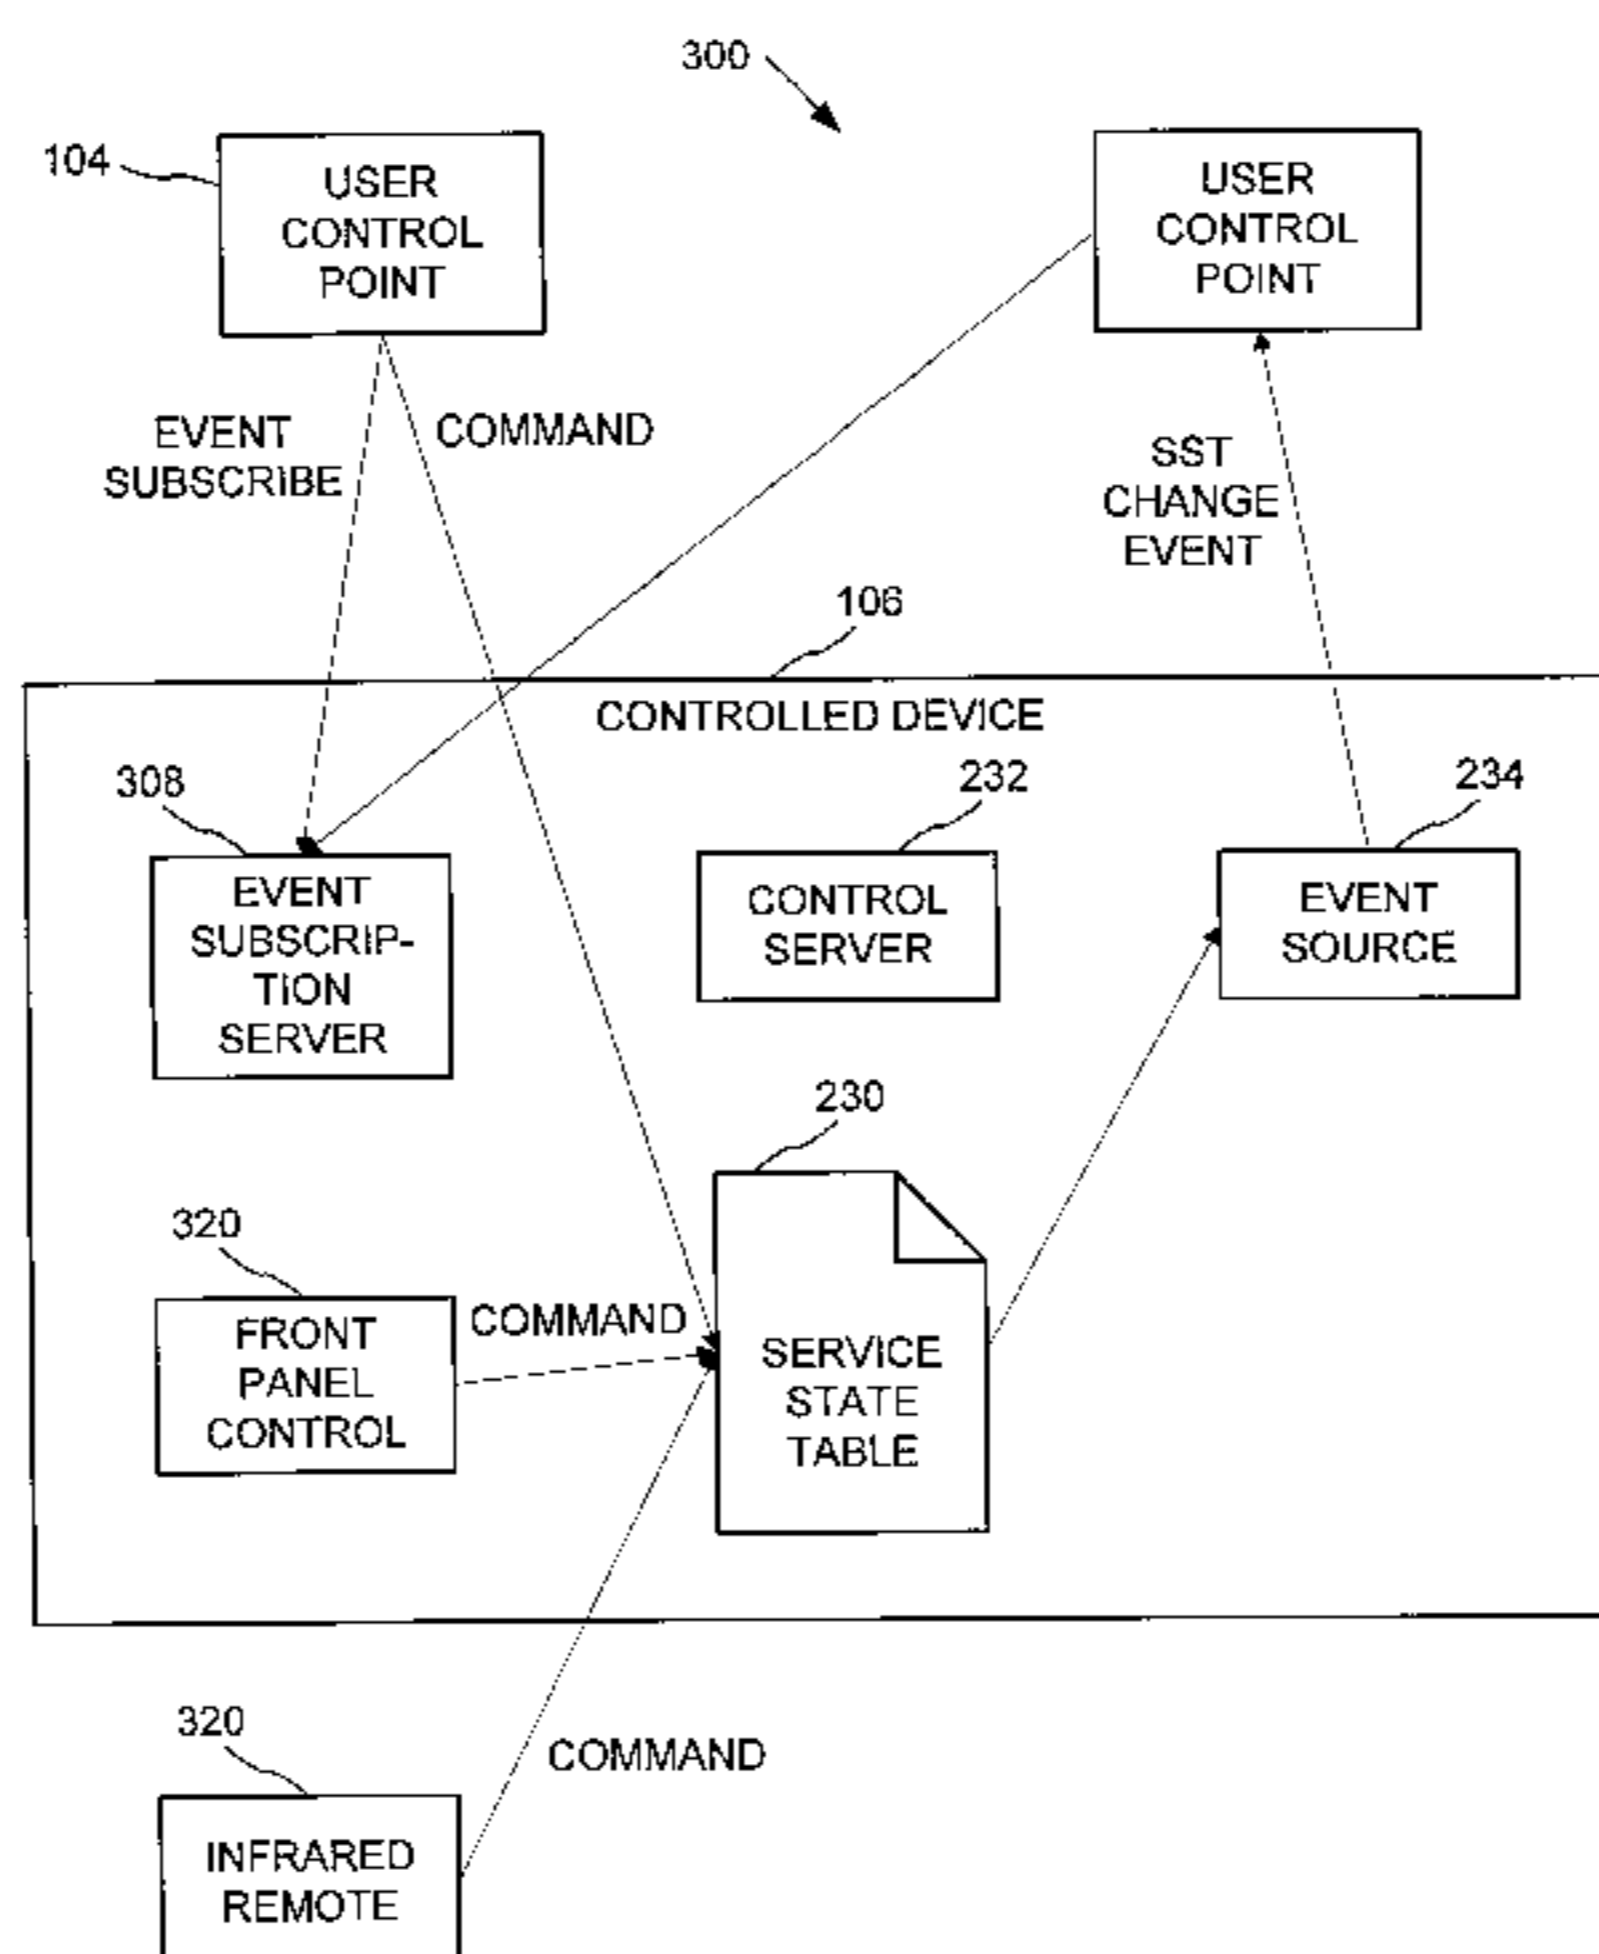 300
104
USER
CONTROL
POINT
USER
CONTROL
POINT
EVENT
SUBSCRIBE
COMMAND
SST
CHANGE
EVENT
106
CONTROLLED DEVICE
308
232
234
EVENT
SUBSCRIP-
TION
SERVER
CONTROL
SERVER
EVENT
SOURCE
230
320
FRONT
PANEL
CONTROL
COMMAND
SERVICE
STATE
TABLE
320
COMMAND
INFRARED
REMOTE